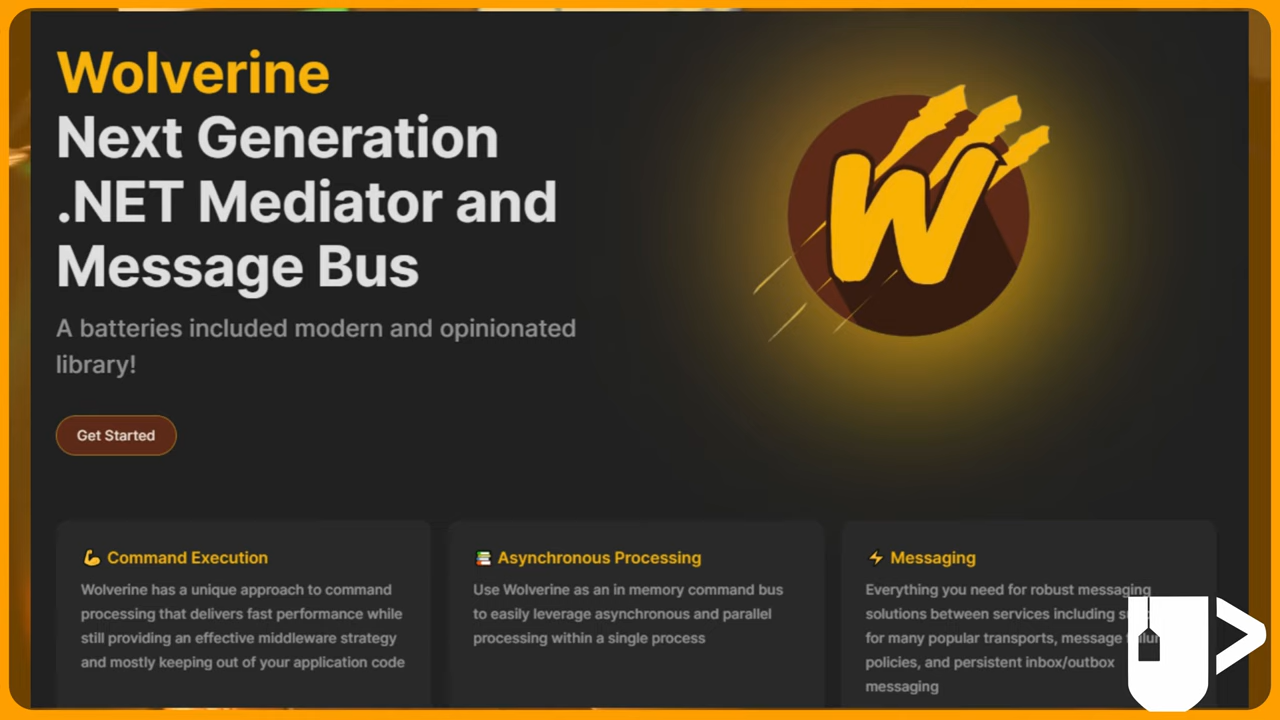 Wolverine
Next Generation
.NET Mediator and
Message Bus
A batteries included modern and opinionated
library!
Get Started
W
💪 Command Execution
Wolverine has a unique approach to command
processing that delivers fast performance while
still providing an effective middleware strategy
and mostly keeping out of your application code
📚 Asynchronous Processing
Use Wolverine as an in memory command bus
to easily leverage asynchronous and parallel
processing within a single process
⚡ Messaging
Everything you need for robust messaging
solutions between services including
for many popular transports, message
policies, and persistent inbox/outbox
messaging